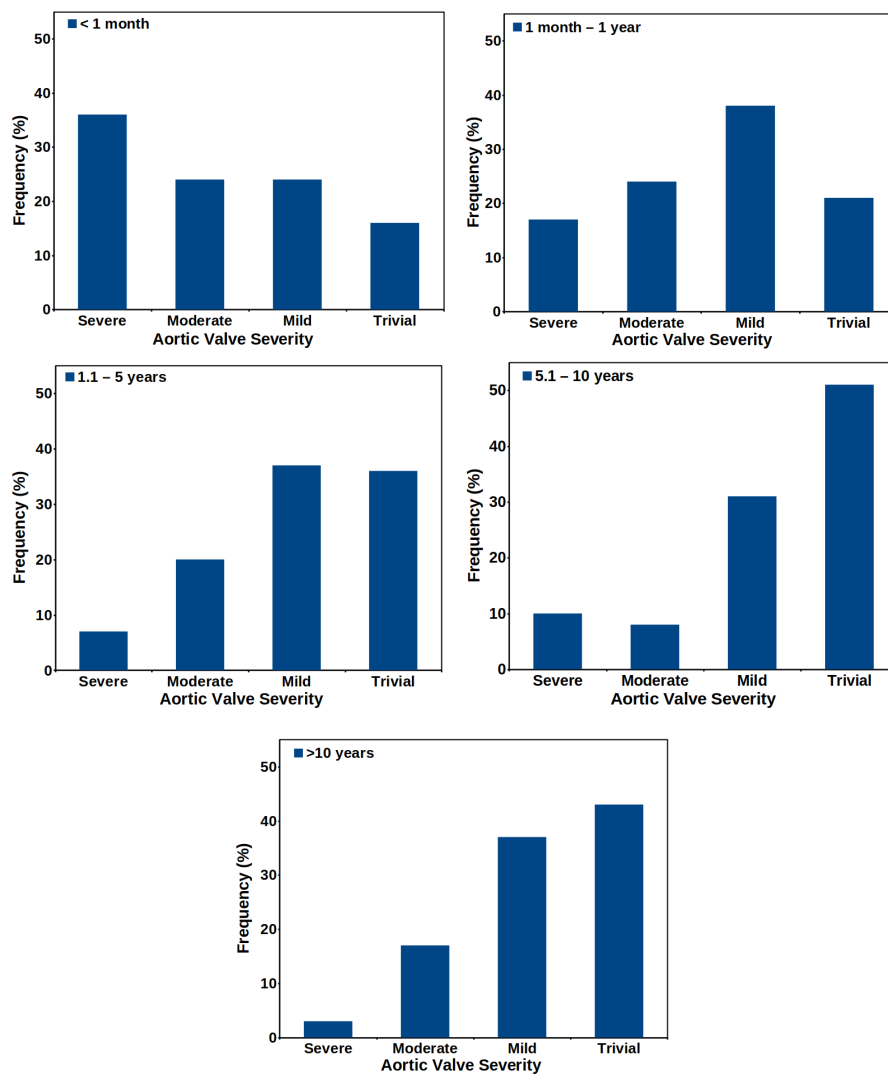 < 1 month
50
40
30
20
10
0
Frequency (%)
Severe Moderate Mild Trivial
Aortic Valve Severity
1 month – 1 year
50
40
30
20
10
0
Frequency (%)
Severe Moderate Mild Trivial
Aortic Valve Severity
1.1 – 5 years
50
40
30
20
10
0
Frequency (%)
Severe Moderate Mild Trivial
Aortic Valve Severity
5.1 – 10 years
50
40
30
20
10
0
Frequency (%)
Severe Moderate Mild Trivial
Aortic Valve Severity
>10 years
50
40
30
20
10
0
Frequency (%)
Severe Moderate Mild Trivial
Aortic Valve Severity